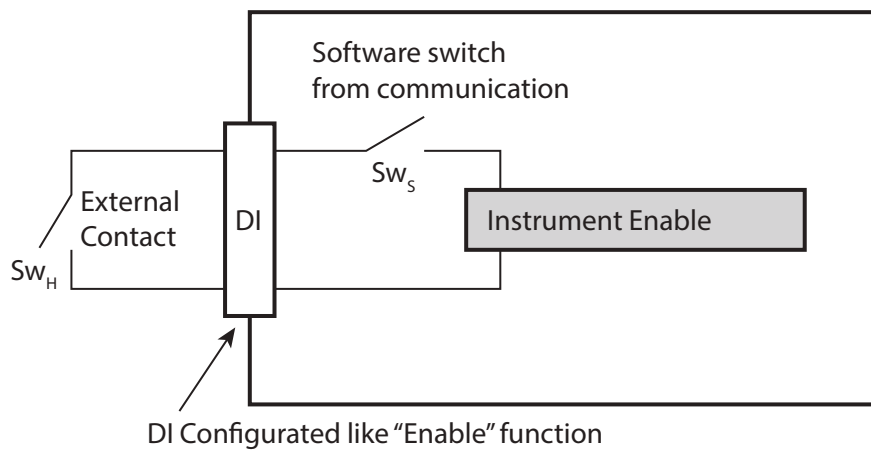 Software switch
from communication
Sw_S
External
Contact
DI
Instrument Enable
Sw_H
DI Configurated like “Enable” function